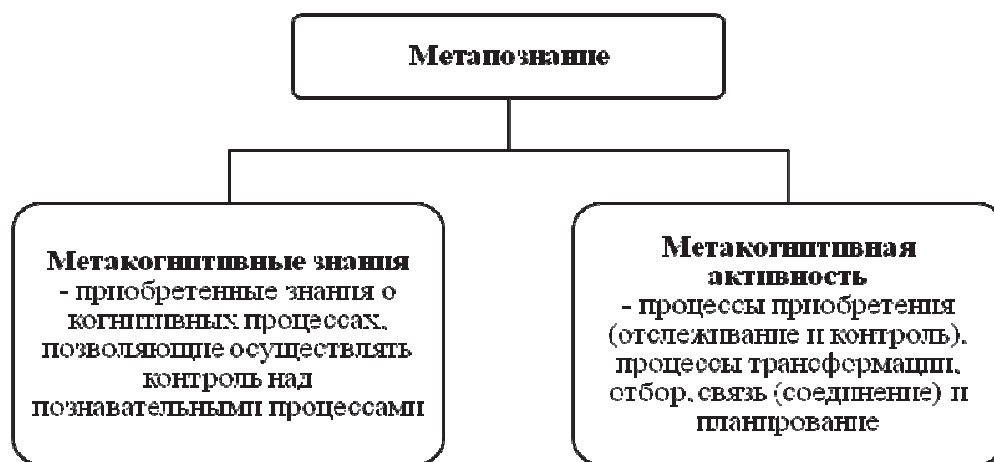 Метапознание
Метакогнитивные знания
- приобретенные знания о
когнитивных процессах,
позволяющие осуществлять
контроль над
познавательными процессами
Метакогнитивная
активность
- процессы приобретения
(отслеживание и контроль),
процессы трансформации,
отбор, связь (соединение) и
планирование